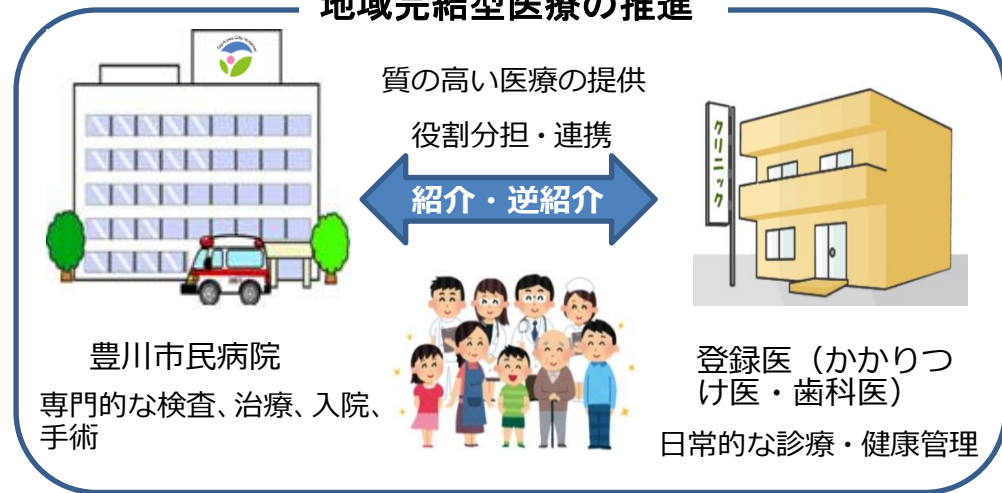 地域完結型医療の推進
質の高い医療の提供
役割分担・連携
紹介・逆紹介
クリニック
豊川市民病院
専門的な検査、治療、入院、
手術
登録医（かかりつ
け医・歯科医）
日常的な診療・健康管理